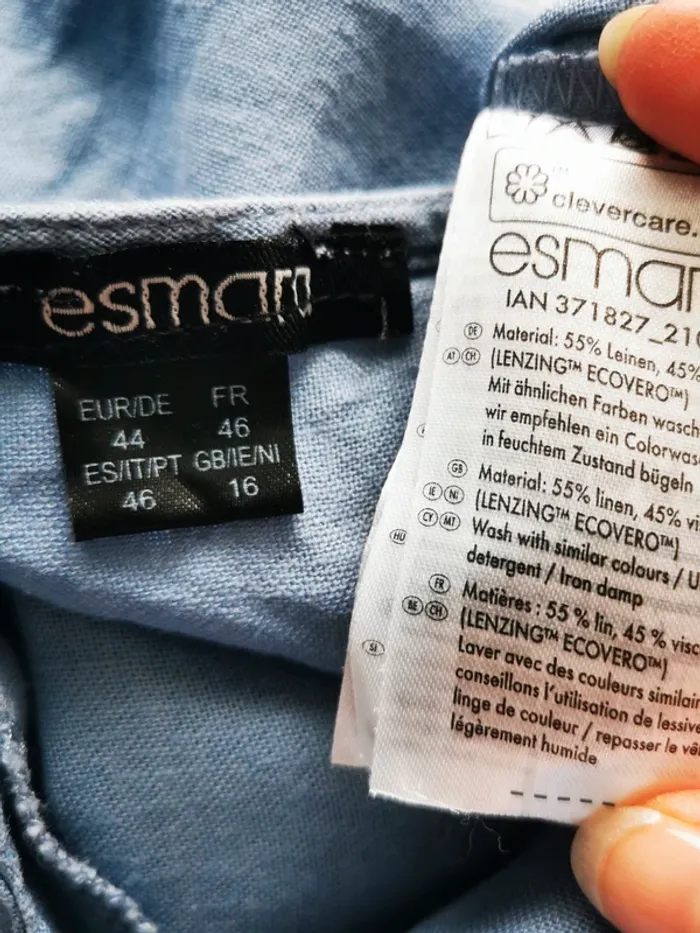 esmara
EUR/DE FR
44 46
ES/IT/PT GB/IE/NI
46 16
clevercare.
esmar
IAN 371827_210
DE Material: 55% Leinen, 45%
AT CH (LENZING™ ECOVERO™)
Mit ähnlichen Farben wasch
wir empfehlen ein Colorwas
in feuchtem Zustand bügeln
GB Material: 55% linen, 45% vi
IE NI (LENZING™ ECOVERO™)
CY MT Wash with similar colours / U
detergent / Iron damp
HU
FR Matières : 55 % lin, 45 % visc
BE CH (LENZING™ ECOVERO™)
Laver avec des couleurs similair
SI
conseillons l'utilisation de lessive
linge de couleur / repasser le vê
légèrement humide